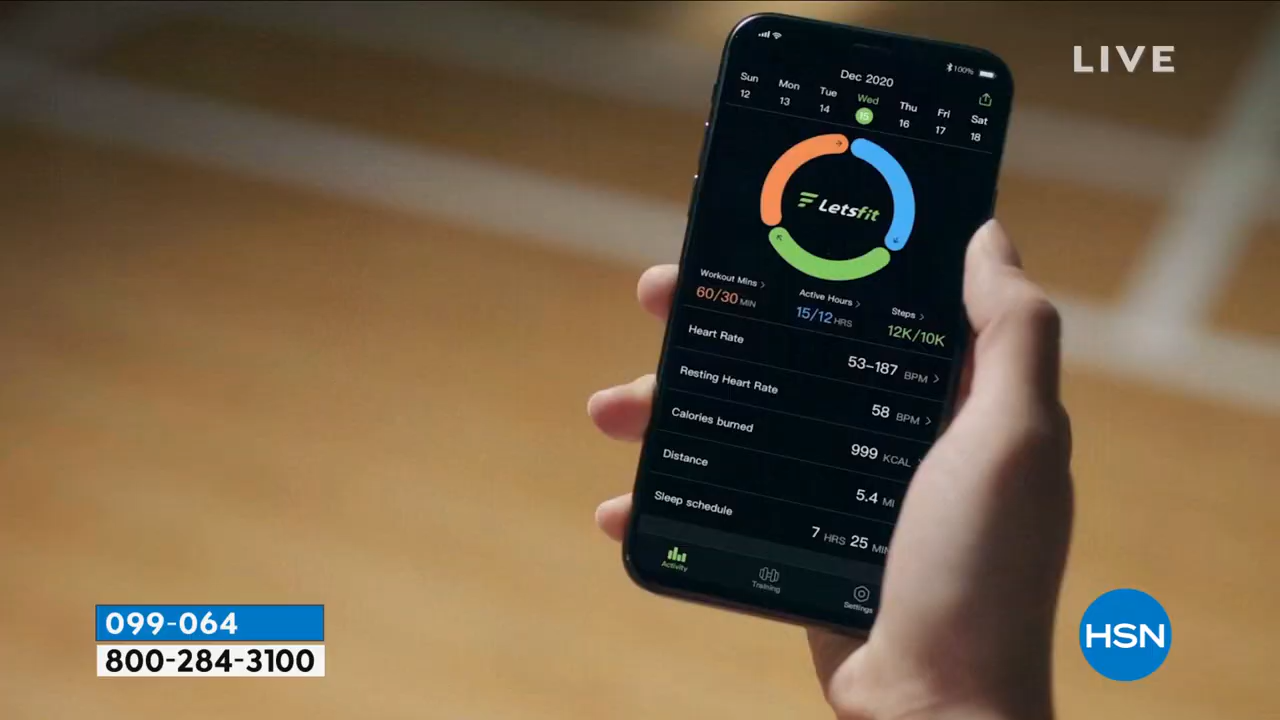 LIVE
100%
Dec 2020
Sun Mon Tue Wed Thu Fri Sat
12 13 14 15 16 17 18
Letsfit
Workout Mins Active Hours Steps
60/30 MIN 15/12 HRS 12K/10K
Heart Rate 53–187 BPM
Resting Heart Rate 58 BPM
Calories burned 999 KCAL
Distance 5.4 MI
Sleep schedule 7 HRS 25 MIN
Activity Training Settings
099-064
800-284-3100
HSN